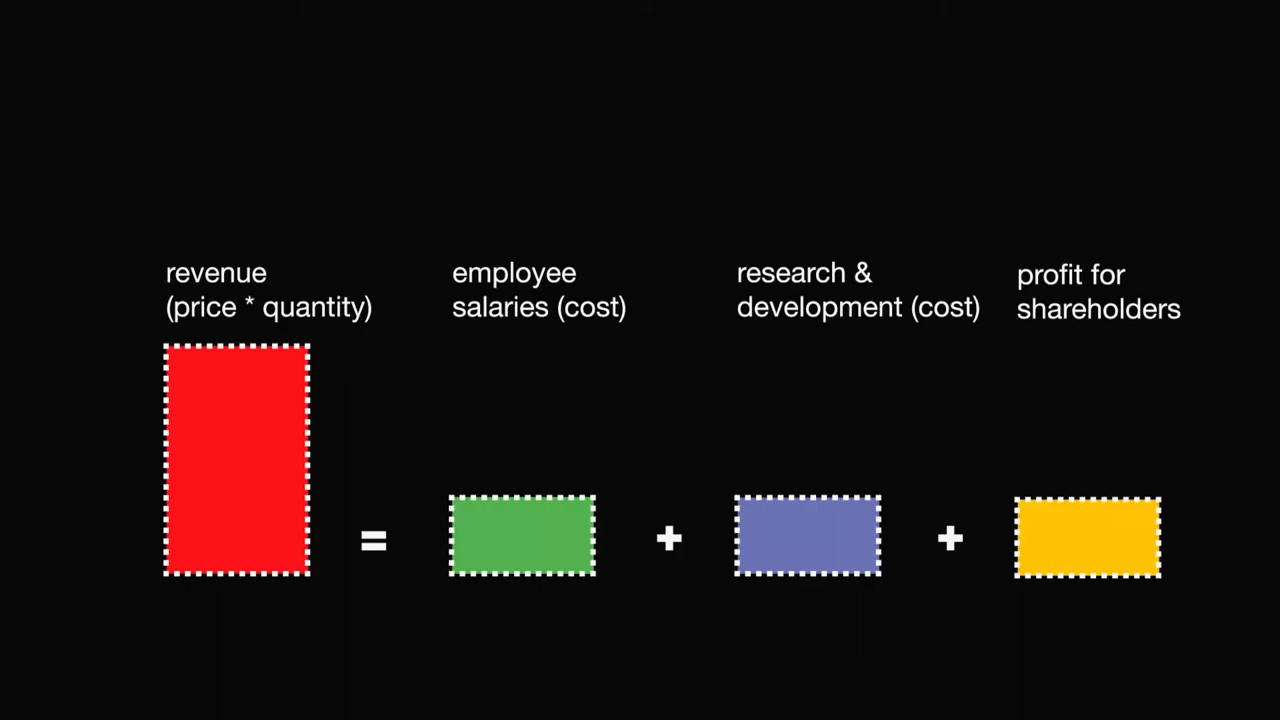 revenue
(price * quantity)
employee
salaries (cost)
research &
development (cost)
profit for
shareholders
=
+
+